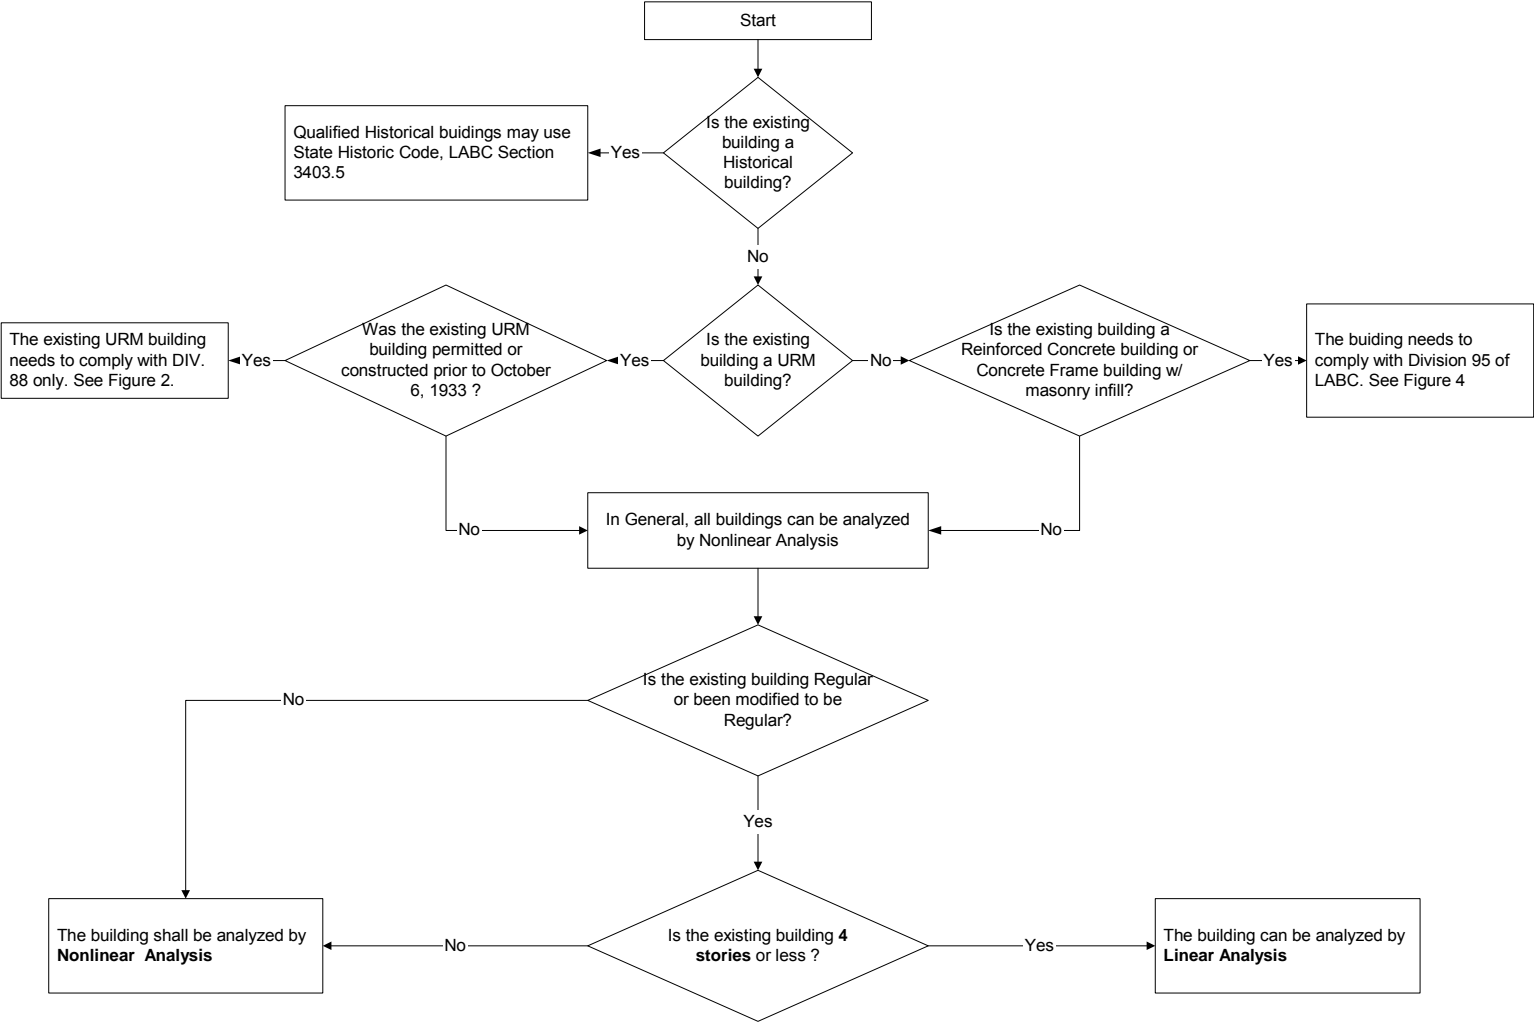 Start
Is the existing
building a
Historical
building?
Yes
Qualified Historical buidings may use
State Historic Code, LABC Section
3403.5
No
The existing URM building
needs to comply with DIV.
88 only. See Figure 2.
Yes
Was the existing URM
building permitted or
constructed prior to October
6, 1933 ?
Yes
Is the existing
building a URM
building?
No
Is the existing building a
Reinforced Concrete building or
Concrete Frame building w/
masonry infill?
Yes
The buiding needs to
comply with Division 95 of
LABC. See Figure 4
No
In General, all buildings can be analyzed
by Nonlinear Analysis
No
Is the existing building Regular
or been modified to be
Regular?
No
Yes
The building shall be analyzed by
Nonlinear  Analysis
No
Is the existing building 4
stories or less ?
Yes
The building can be analyzed by
Linear Analysis